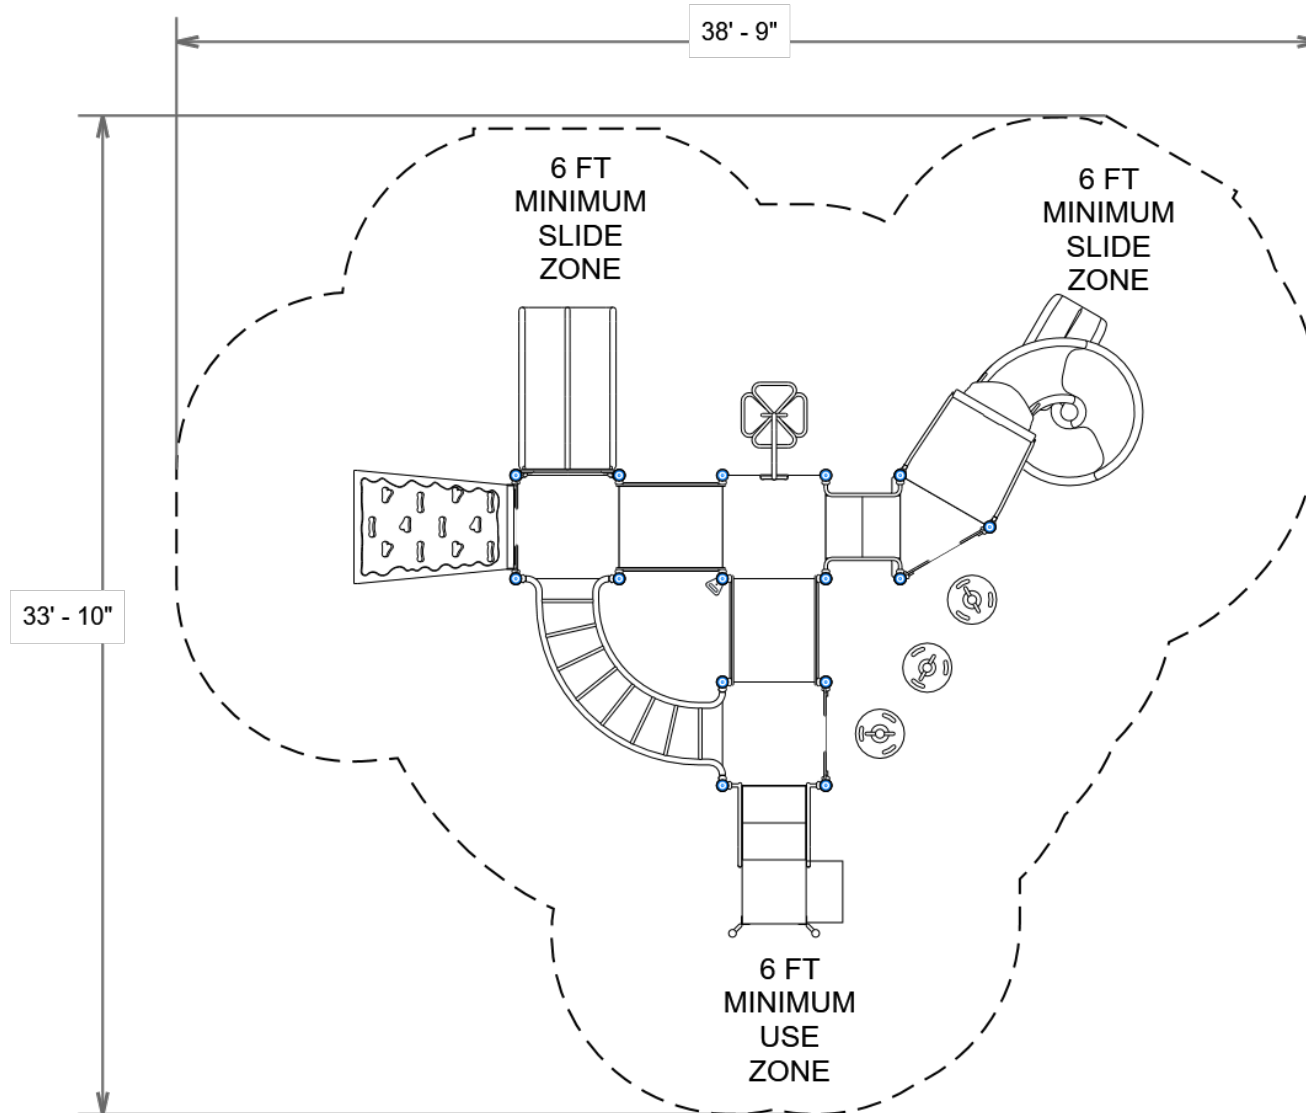 38' - 9"
6 FT
MINIMUM
SLIDE
ZONE
6 FT
MINIMUM
SLIDE
ZONE
33' - 10"
6 FT
MINIMUM
USE
ZONE